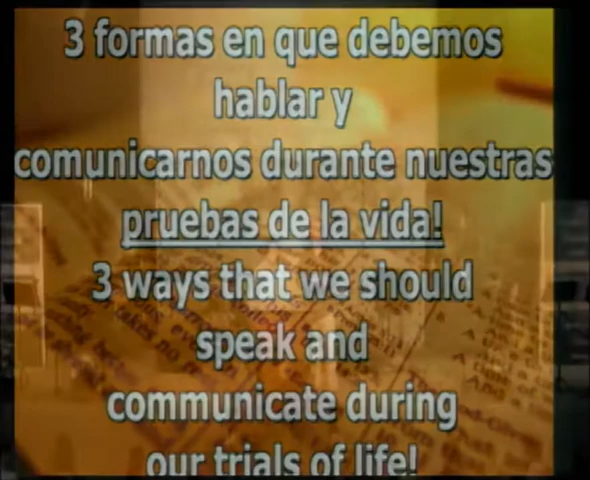 3 formas en que debemos
hablar y
comunicarnos durante nuestras
pruebas de la vida!
3 ways that we should
speak and
communicate during
our trials of life!